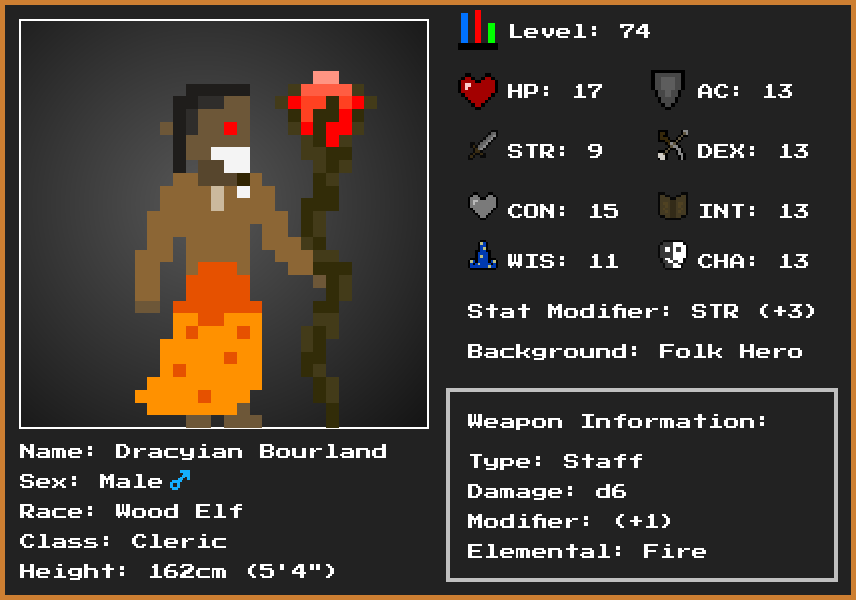 Level: 74
HP: 17 AC: 13
STR: 9 DEX: 13
CON: 15 INT: 13
WIS: 11 CHA: 13
Stat Modifier: STR (+3)
Background: Folk Hero
Weapon Information:
Type: Staff
Damage: d6
Modifier: (+1)
Elemental: Fire
Name: Dracyian Bourland
Sex: Male♂
Race: Wood Elf
Class: Cleric
Height: 162cm (5'4")